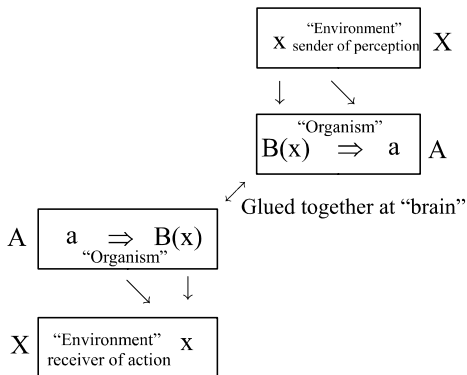 “Environment”
x sender of perception X
“Organism”
B(x) ⇒ a A
Glued together at “brain”
A a ⇒ B(x)
“Organism”
“Environment” x
X receiver of action